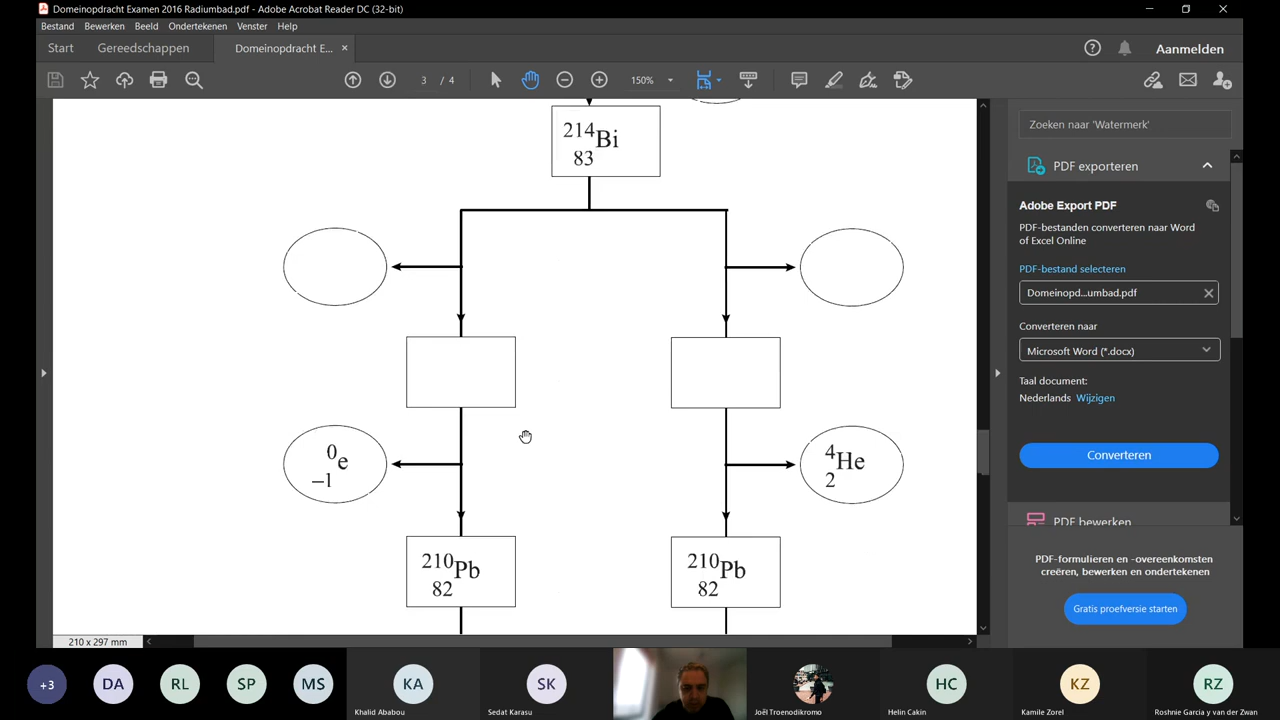 Domeinopdracht Examen 2016 Radiumbad.pdf - Adobe Acrobat Reader DC (32-bit)
Bestand Bewerken Beeld Ondertekenen Venster Help
Start Gereedschappen Domeinopdracht E... ×
Aanmelden
3 / 4
150%
214
83 Bi
0
–1 e
4
2 He
210
82 Pb
210
82 Pb
210 x 297 mm
Zoeken naar 'Watermerk'
PDF exporteren
Adobe Export PDF
PDF-bestanden converteren naar Word
of Excel Online
PDF-bestand selecteren
Domeinopd...umbad.pdf
Converteren naar
Microsoft Word (*.docx)
Taal document:
Nederlands Wijzigen
Converteren
PDF bewerken
PDF-formulieren en -overeenkomsten
creëren, bewerken en ondertekenen
Gratis proefversie starten
+3 DA RL SP MS KA SK HC KZ RZ
Khalid Ababou Sedat Karasu Joël Troenodikromo Helin Cakin Kamile Zorel Roshnie Garcia y van der Zwan